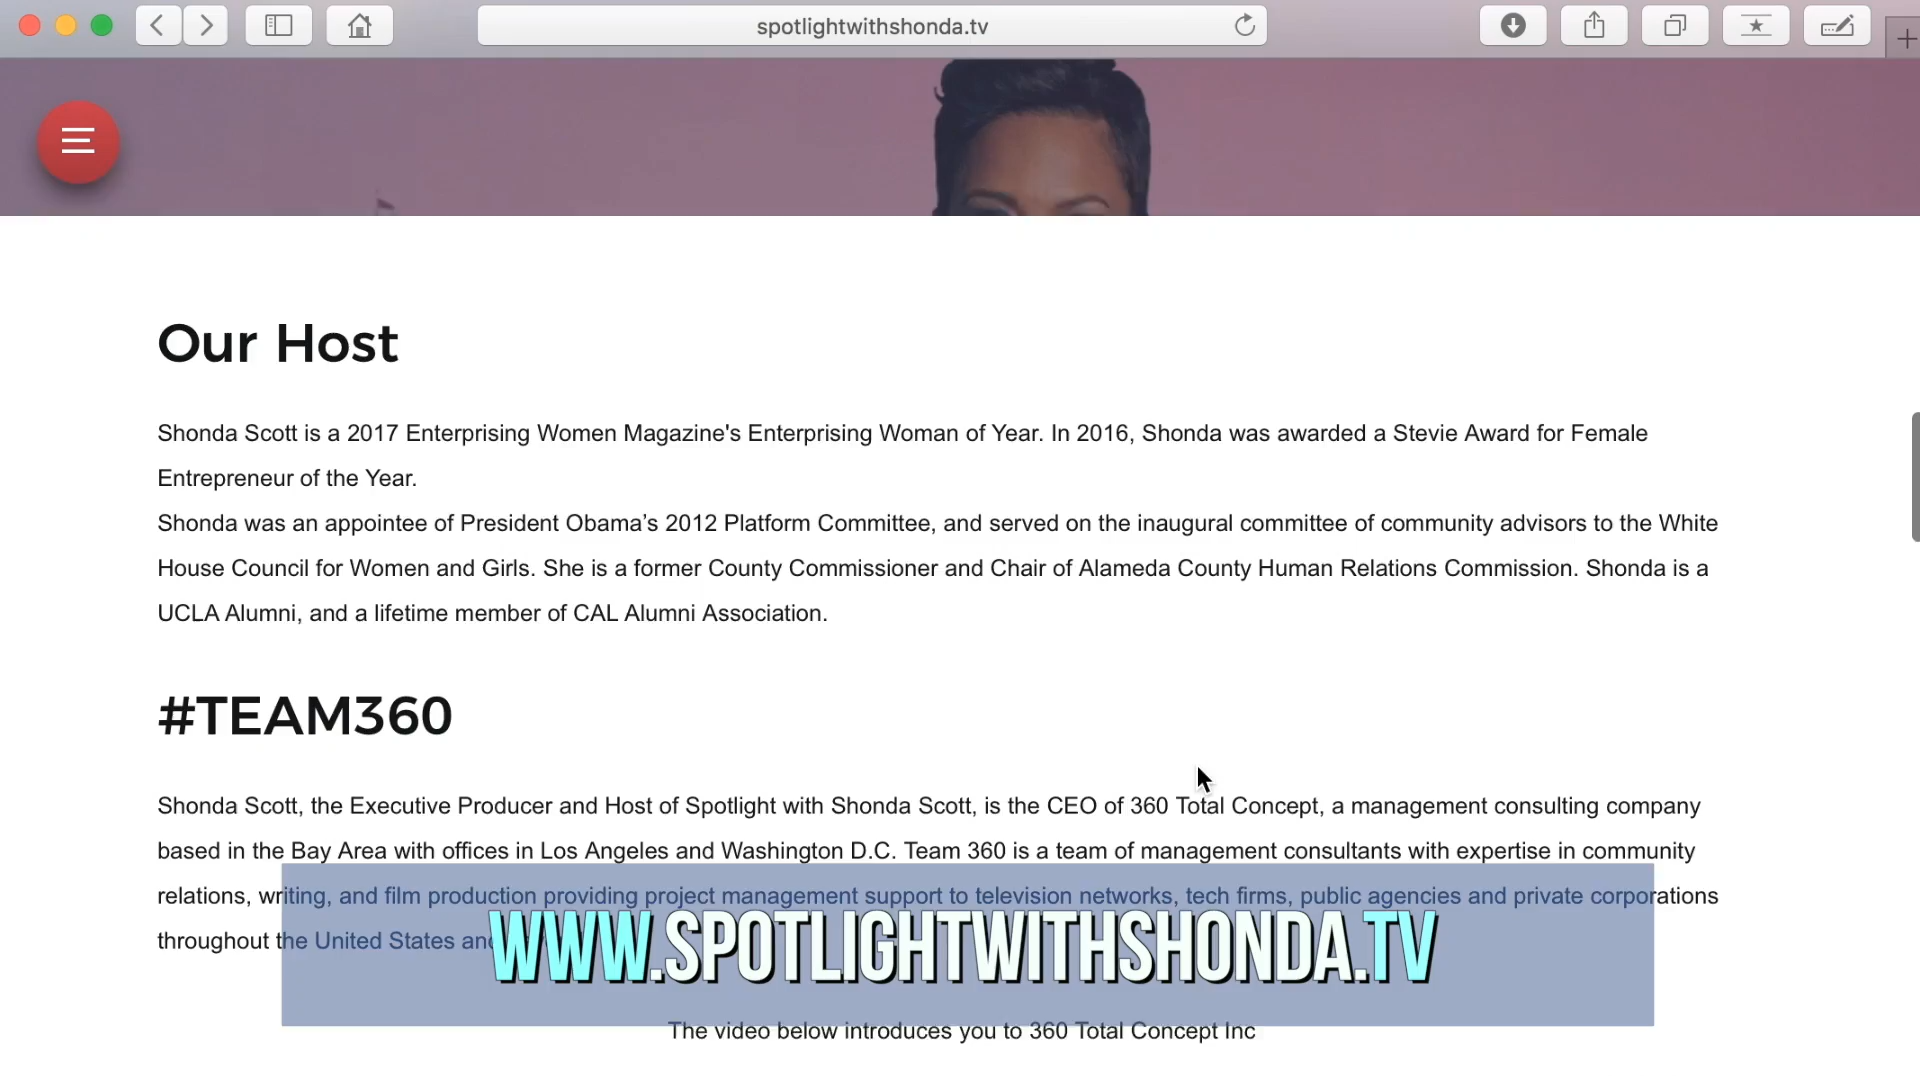 spotlightwithshonda.tv
Our Host
Shonda Scott is a 2017 Enterprising Women Magazine's Enterprising Woman of Year. In 2016, Shonda was awarded a Stevie Award for Female
Entrepreneur of the Year.
Shonda was an appointee of President Obama’s 2012 Platform Committee, and served on the inaugural committee of community advisors to the White
House Council for Women and Girls. She is a former County Commissioner and Chair of Alameda County Human Relations Commission. Shonda is a
UCLA Alumni, and a lifetime member of CAL Alumni Association.
#TEAM360
Shonda Scott, the Executive Producer and Host of Spotlight with Shonda Scott, is the CEO of 360 Total Concept, a management consulting company
based in the Bay Area with offices in Los Angeles and Washington D.C. Team 360 is a team of management consultants with expertise in community
relations, writing, and film production providing project management support to television networks, tech firms, public agencies and private corporations
throughout the United States and
WWW.SPOTLIGHTWITHSHONDA.TV
The video below introduces you to 360 Total Concept Inc